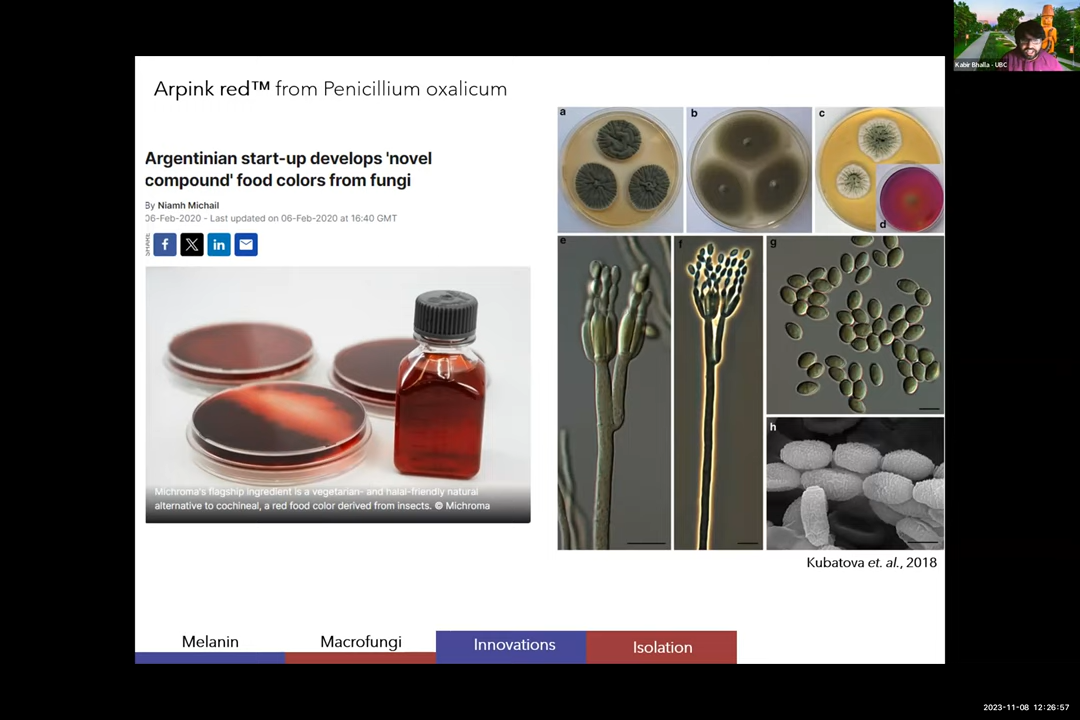 Kabir Bhalla - UBC
Arpink red™ from Penicillium oxalicum
Argentinian start-up develops 'novel
compound' food colors from fungi
By Niamh Michail
06-Feb-2020 - Last updated on 06-Feb-2020 at 16:40 GMT
SHARE
Michroma's flagship ingredient is a vegetarian- and halal-friendly natural
alternative to cochineal, a red food color derived from insects. © Michroma
a
b
c
d
e
f
g
h
Kubatova et. al., 2018
Melanin
Macrofungi
Innovations
Isolation
2023-11-08 12:26:57